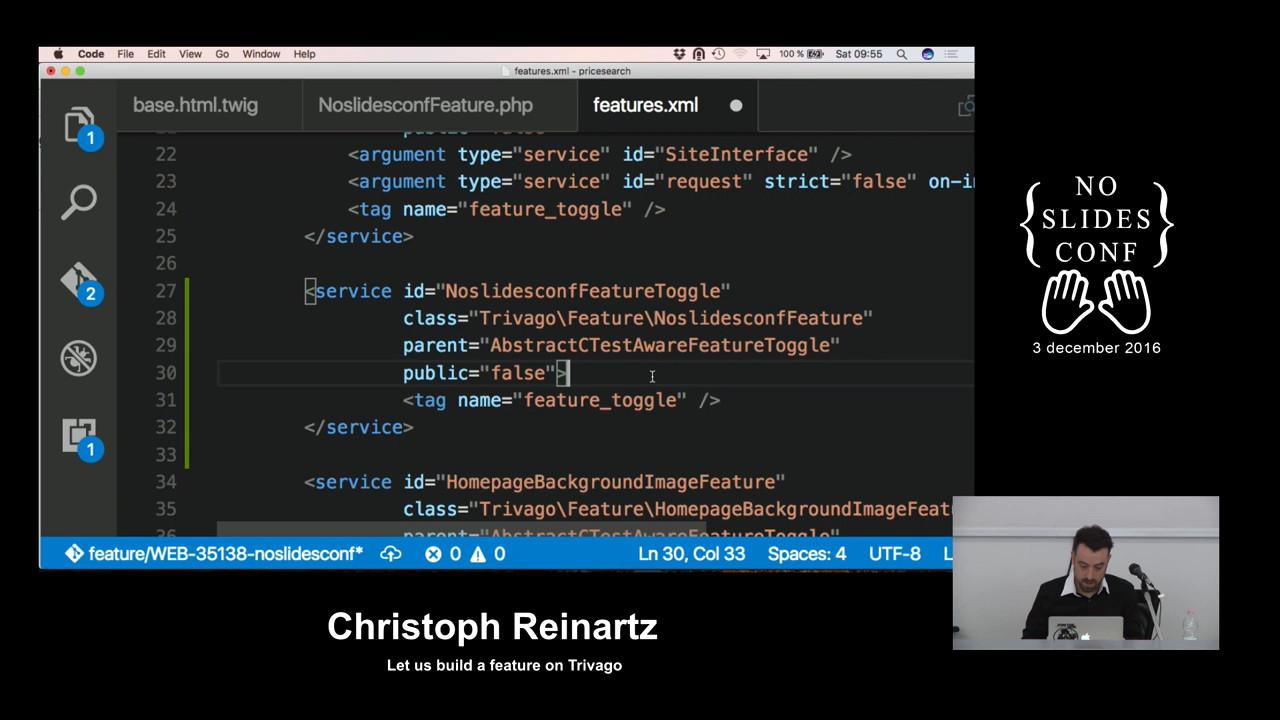 Code File Edit View Go Window Help 100 % Sat 09:55
features.xml - pricesearch
base.html.twig NoslidesconfFeature.php features.xml
22 <argument type="service" id="SiteInterface" />
23 <argument type="service" id="request" strict="false" on-in
24 <tag name="feature_toggle" />
25 </service>
26
27 <service id="NoslidesconfFeatureToggle"
28 class="Trivago\Feature\NoslidesconfFeature"
29 parent="AbstractCTestAwareFeatureToggle"
30 public="false">
31 <tag name="feature_toggle" />
32 </service>
33
34 <service id="HomepageBackgroundImageFeature"
35 class="Trivago\Feature\HomepageBackgroundImageFeatu
36 parent="AbstractCTestAwareFeatureToggle"
1
2
1
feature/WEB-35138-noslidesconf* 0 0 Ln 30, Col 33 Spaces: 4 UTF-8 L
NO
SLIDES
CONF
3 december 2016
Christoph Reinartz
Let us build a feature on Trivago